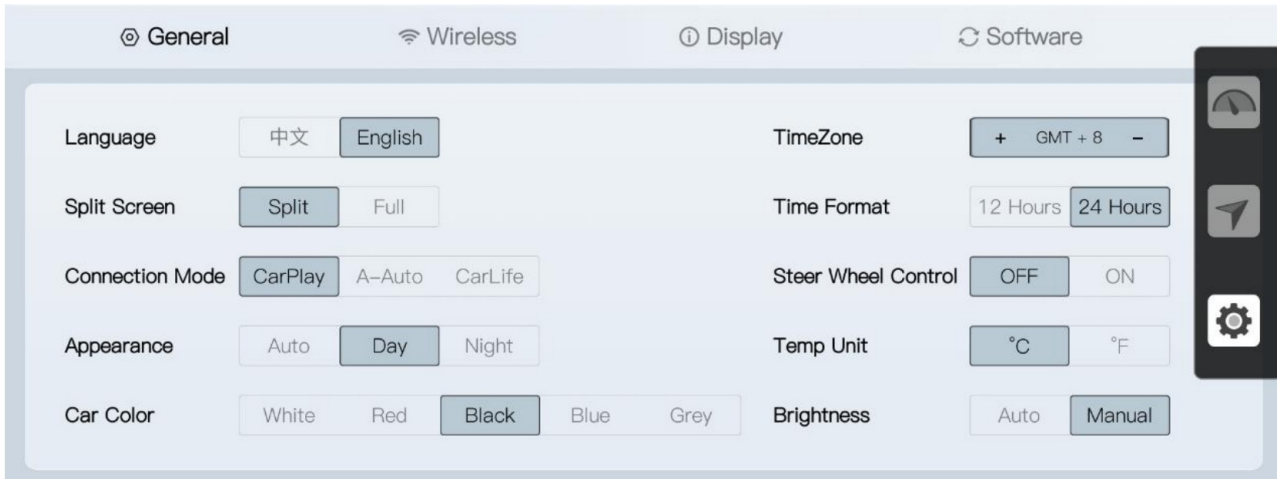 General Wireless Display Software
Language 中文 English TimeZone + GMT + 8 −
Split Screen Split Full Time Format 12 Hours 24 Hours
Connection Mode CarPlay A-Auto CarLife Steer Wheel Control OFF ON
Appearance Auto Day Night Temp Unit °C °F
Car Color White Red Black Blue Grey Brightness Auto Manual